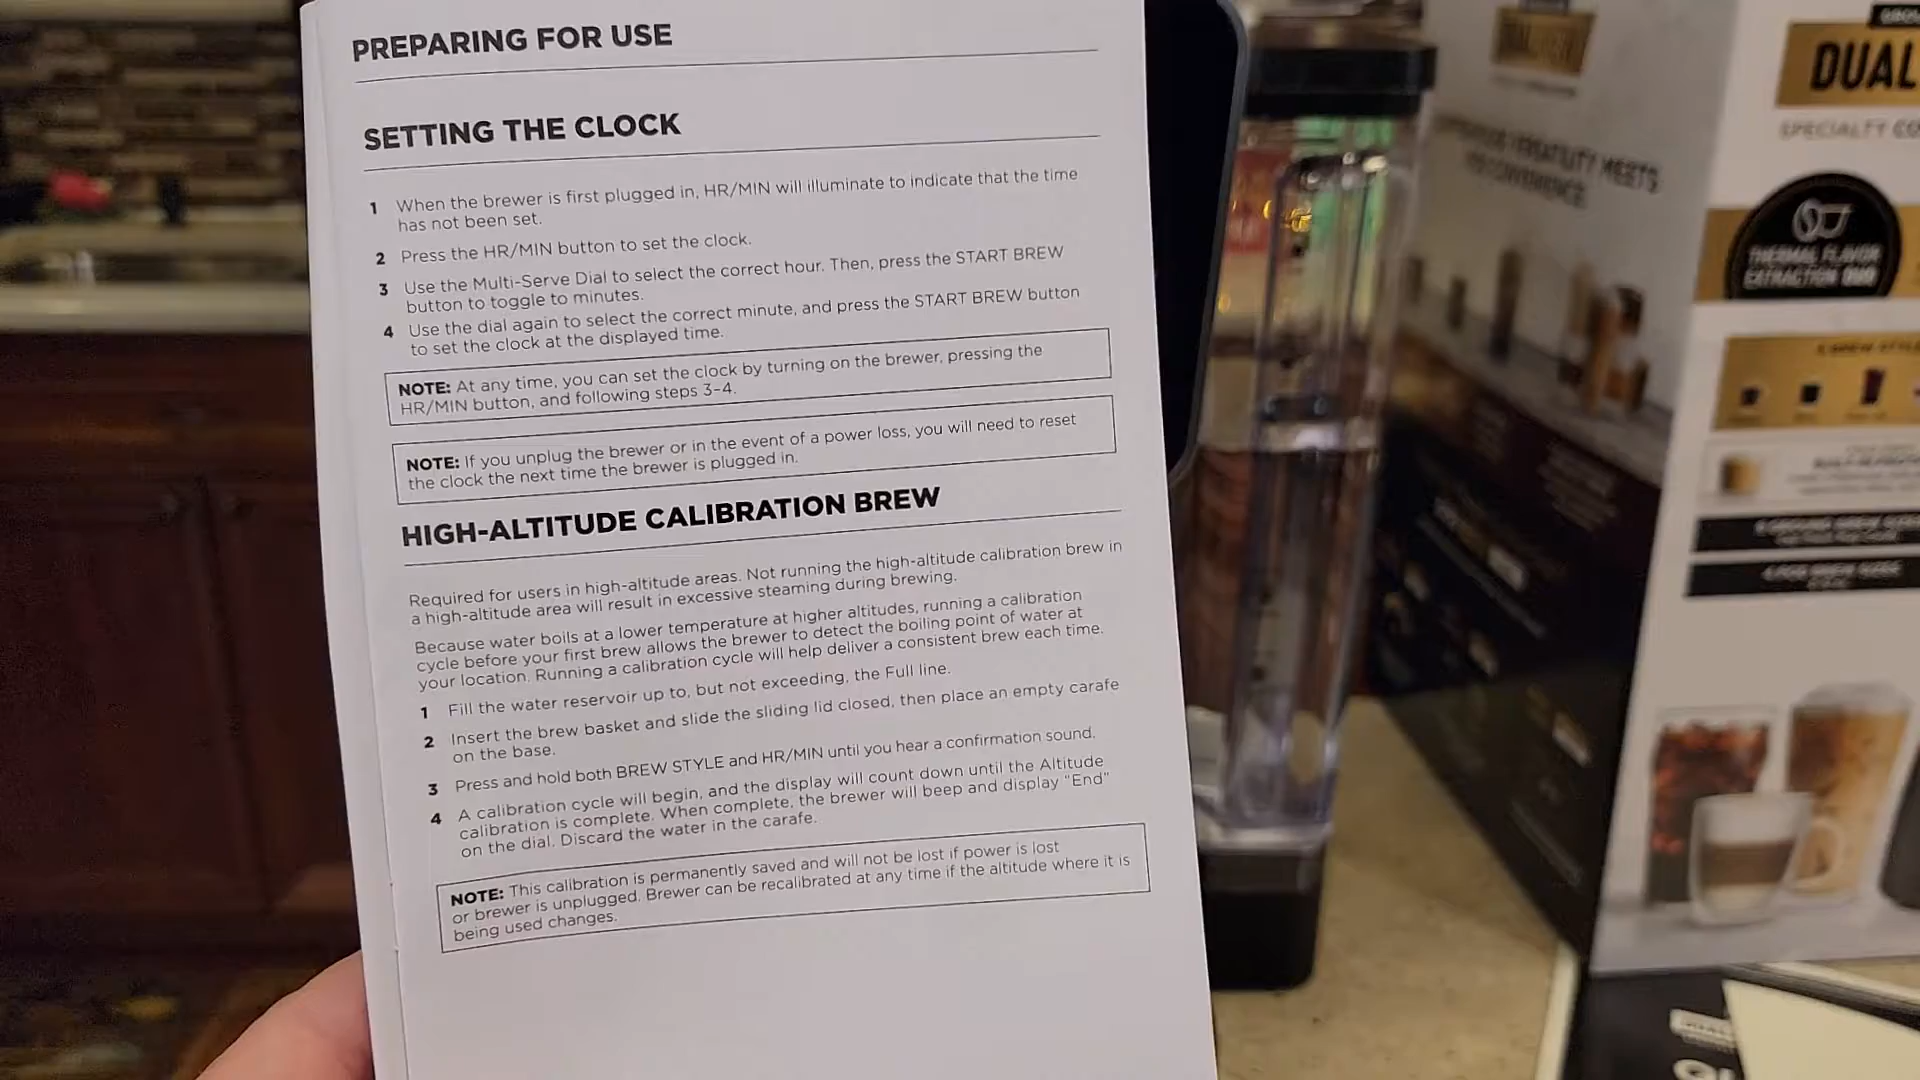 PREPARING FOR USE
SETTING THE CLOCK
1 When the brewer is first plugged in, HR/MIN will illuminate to indicate that the time
has not been set.
2 Press the HR/MIN button to set the clock.
3 Use the Multi-Serve Dial to select the correct hour. Then, press the START BREW
button to toggle to minutes.
4 Use the dial again to select the correct minute, and press the START BREW button
to set the clock at the displayed time.
NOTE: At any time, you can set the clock by turning on the brewer, pressing the
HR/MIN button, and following steps 3-4.
NOTE: If you unplug the brewer or in the event of a power loss, you will need to reset
the clock the next time the brewer is plugged in.
HIGH-ALTITUDE CALIBRATION BREW
Required for users in high-altitude areas. Not running the high-altitude calibration brew in
a high-altitude area will result in excessive steaming during brewing.
Because water boils at a lower temperature at higher altitudes, running a calibration
cycle before your first brew allows the brewer to detect the boiling point of water at
your location. Running a calibration cycle will help deliver a consistent brew each time.
1 Fill the water reservoir up to, but not exceeding, the Full line.
2 Insert the brew basket and slide the sliding lid closed, then place an empty carafe
on the base.
3 Press and hold both BREW STYLE and HR/MIN until you hear a confirmation sound.
4 A calibration cycle will begin, and the display will count down until the Altitude
calibration is complete. When complete, the brewer will beep and display “End”
on the dial. Discard the water in the carafe.
NOTE: This calibration is permanently saved and will not be lost if power is lost
or brewer is unplugged. Brewer can be recalibrated at any time if the altitude where it is
being used changes.
DUAL
SPECIALTY CO
VERSATILITY MEETS
THERMAL FLAVOR
EXTRACTION